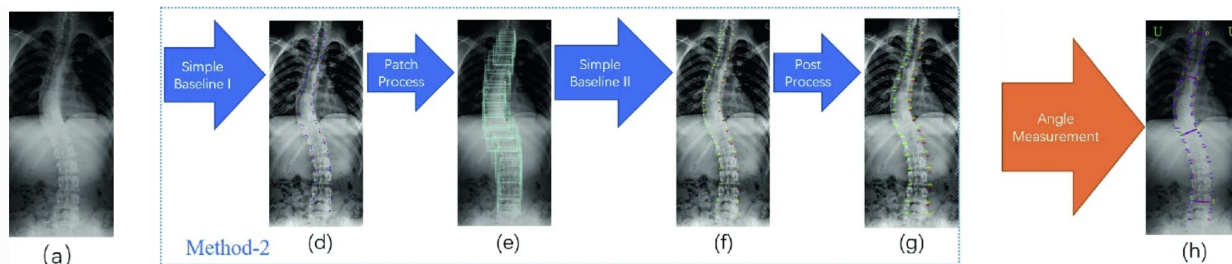 Simple
Baseline I
Patch
Process
Simple
Baseline II
Post
Process
Angle
Measurement
U
U
(a)
(d)
(e)
(f)
(g)
(h)
Method-2